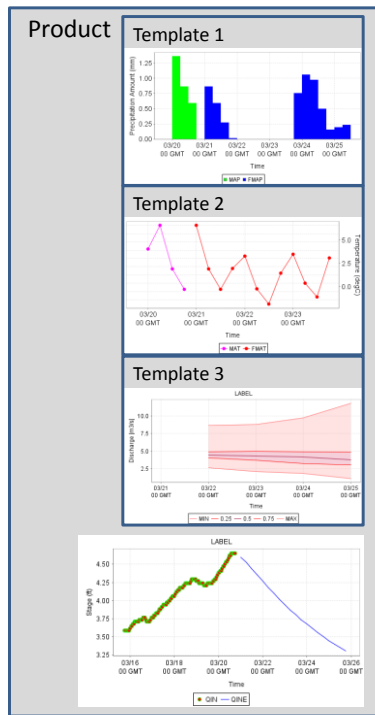 Product
Template 1
Precipitation Amount (mm)
1.25
1.00
0.75
0.50
0.25
0.00
03/20 03/21 03/22 03/23 03/24 03/25
00 GMT 00 GMT 00 GMT 00 GMT 00 GMT 00 GMT
Time
MAP FMAP
Template 2
5.0
2.5
0.0
Temperature (degC)
03/20 03/21 03/22 03/23
00 GMT 00 GMT 00 GMT 00 GMT
Time
MAT FMAT
Template 3
LABEL
Discharge [m3/s]
10.0
7.5
5.0
2.5
03/21 03/22 03/23 03/24 03/25
00 GMT 00 GMT 00 GMT 00 GMT 00 GMT
Time
MIN 0.25 0.5 0.75 MAX
LABEL
Stage (ft)
4.50
4.25
4.00
3.75
3.50
3.25
03/16 03/18 03/20 03/22 03/24 03/26
00 GMT 00 GMT 00 GMT 00 GMT 00 GMT 00 GMT
Time
QIN QINE